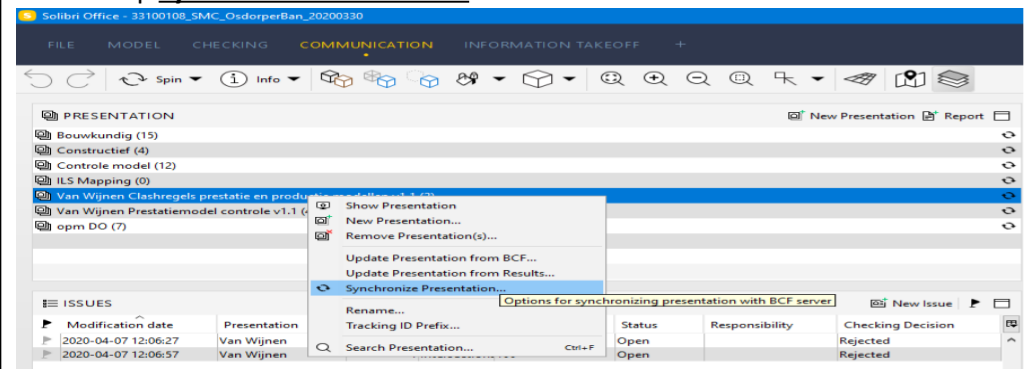 Solibri Office - 33100108_SMC_OsdorperBan_20200330
FILE MODEL CHECKING COMMUNICATION INFORMATION TAKEOFF +
Spin Info
PRESENTATION New Presentation Report
Bouwkundig (15)
Constructief (4)
Controle model (12)
ILS Mapping (0)
Van Wijnen Clashregels prestatie en productie modellen v1.1 (2)
Van Wijnen Prestatiemodel controle v1.1 (
opm DO (7)
Show Presentation
New Presentation...
Remove Presentation(s)...
Update Presentation from BCF...
Update Presentation from Results...
Synchronize Presentation...
Options for synchronizing presentation with BCF server
Rename...
Tracking ID Prefix...
Search Presentation... Ctrl+F
ISSUES New Issue
Modification date Presentation Status Responsibility Checking Decision
2020-04-07 12:06:27 Van Wijnen Open Rejected
2020-04-07 12:06:57 Van Wijnen Open Rejected